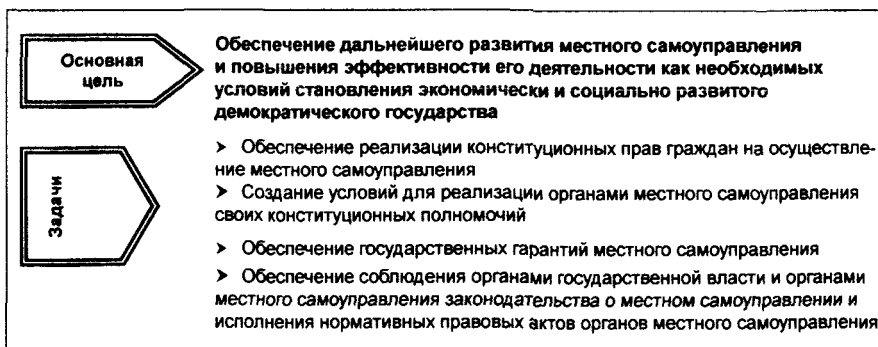 Основная
цель
Обеспечение дальнейшего развития местного самоуправления
и повышения эффективности его деятельности как необходимых
условий становления экономически и социально развитого
демократического государства
Задачи
➤ Обеспечение реализации конституционных прав граждан на осуществле-
ние местного самоуправления
➤ Создание условий для реализации органами местного самоуправления
своих конституционных полномочий
➤ Обеспечение государственных гарантий местного самоуправления
➤ Обеспечение соблюдения органами государственной власти и органами
местного самоуправления законодательства о местном самоуправлении и
исполнения нормативных правовых актов органов местного самоуправления